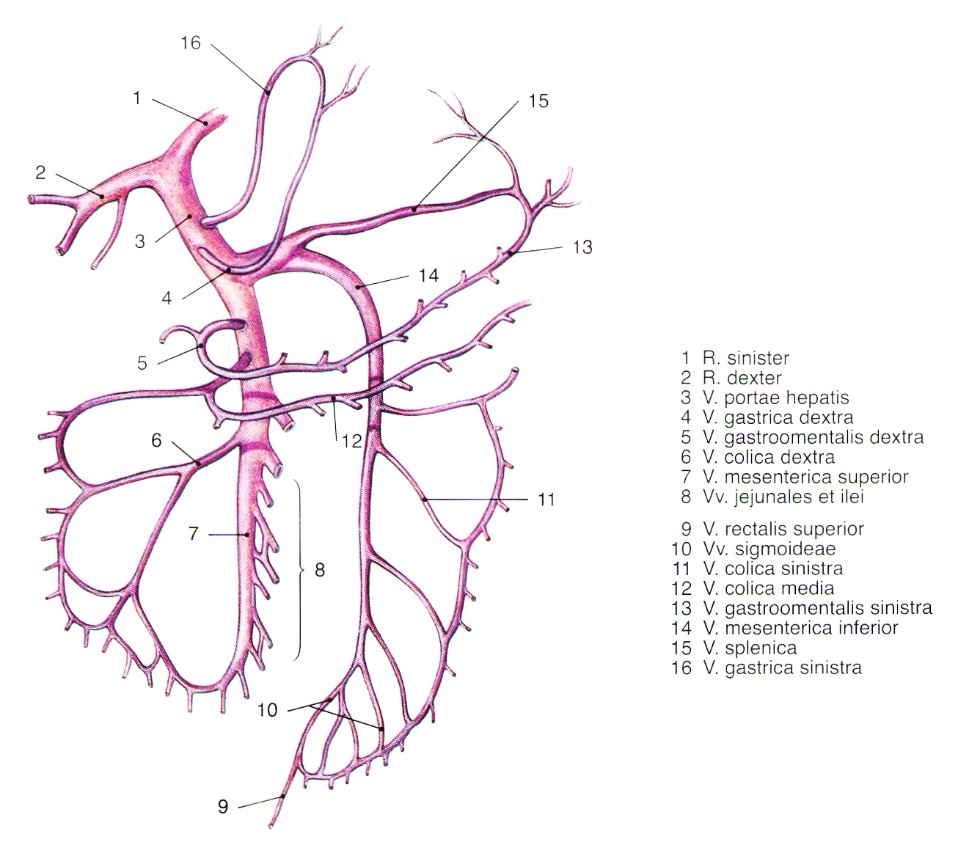 16
1
15
2
3
13
4
14
5
6
12
11
7
8
10
9
1 R. sinister
2 R. dexter
3 V. portae hepatis
4 V. gastrica dextra
5 V. gastroomentalis dextra
6 V. colica dextra
7 V. mesenterica superior
8 Vv. jejunales et ilei
9 V. rectalis superior
10 Vv. sigmoideae
11 V. colica sinistra
12 V. colica media
13 V. gastroomentalis sinistra
14 V. mesenterica inferior
15 V. splenica
16 V. gastrica sinistra